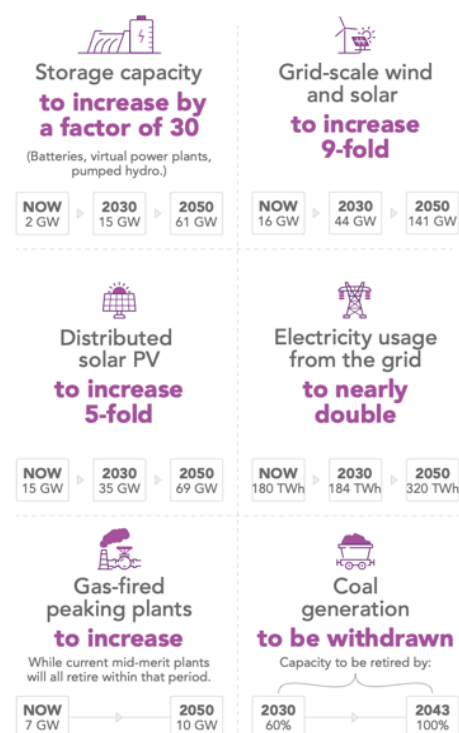 Storage capacity
to increase by
a factor of 30
(Batteries, virtual power plants,
pumped hydro.)
NOW
2 GW
2030
15 GW
2050
61 GW
Grid-scale wind
and solar
to increase
9-fold
NOW
16 GW
2030
44 GW
2050
141 GW
Distributed
solar PV
to increase
5-fold
NOW
15 GW
2030
35 GW
2050
69 GW
Electricity usage
from the grid
to nearly
double
NOW
180 TWh
2030
184 TWh
2050
320 TWh
Gas-fired
peaking plants
to increase
While current mid-merit plants
will all retire within that period.
NOW
7 GW
2050
10 GW
Coal
generation
to be withdrawn
Capacity to be retired by:
2030
60%
2043
100%